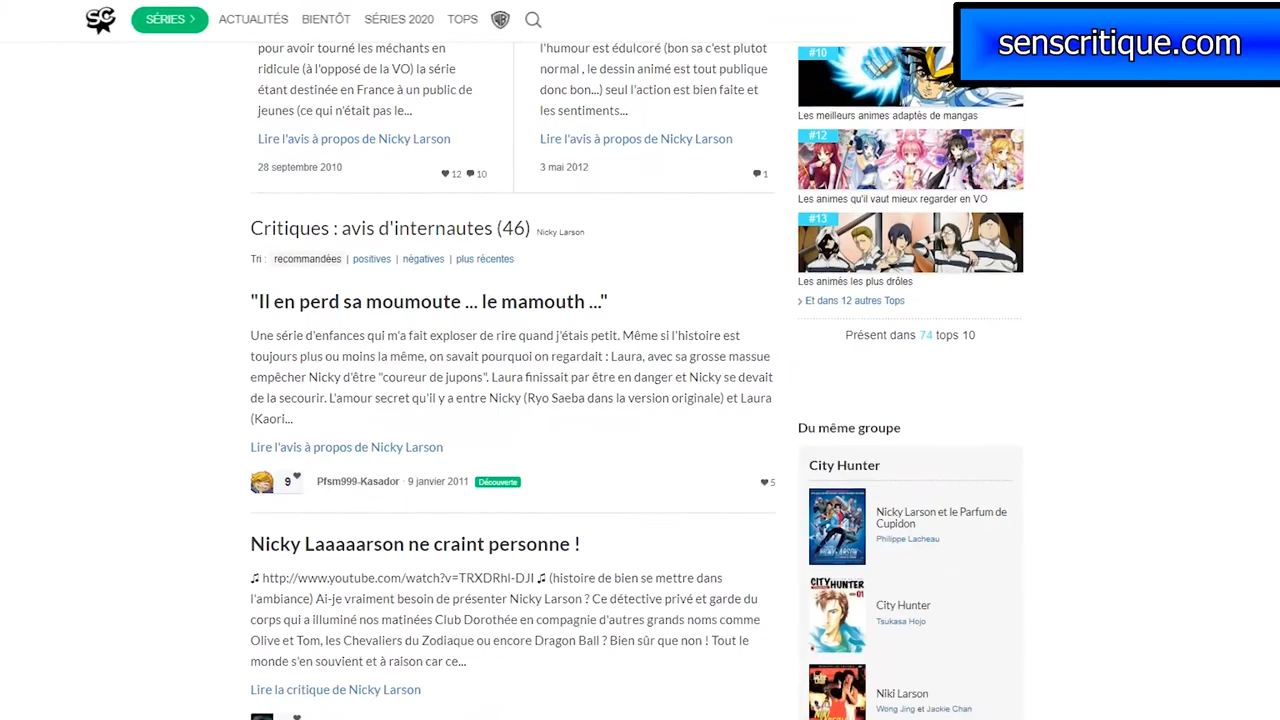 SC
SÉRIES >
ACTUALITÉS
BIENTÔT
SÉRIES 2020
TOPS
senscritique.com
pour avoir tourné les méchants en
ridicule (à l'opposé de la VO) la série
étant destinée en France à un public de
jeunes (ce qui n'était pas le...
Lire l'avis à propos de Nicky Larson
28 septembre 2010
12
10
l'humour est édulcoré (bon sa c'est plutot
normal , le dessin animé est tout publique
donc bon...) seul l'action est bien faite et
les sentiments...
Lire l'avis à propos de Nicky Larson
3 mai 2012
1
Critiques : avis d'internautes (46) Nicky Larson
Tri : recommandées | positives | négatives | plus récentes
"Il en perd sa moumoute ... le mamouth ..."
Une série d'enfances qui m'a fait exploser de rire quand j'étais petit. Même si l'histoire est
toujours plus ou moins la même, on savait pourquoi on regardait : Laura, avec sa grosse massue
empêcher Nicky d'être "coureur de jupons". Laura finissait par être en danger et Nicky se devait
de la secourir. L'amour secret qu'il y a entre Nicky (Ryo Saeba dans la version originale) et Laura
(Kaori...
Lire l'avis à propos de Nicky Larson
9 Pfsm999-Kasador · 9 janvier 2011 Découverte
5
Nicky Laaaaarson ne craint personne !
♫ http://www.youtube.com/watch?v=TRXDRhI-DJI ♫ (histoire de bien se mettre dans
l'ambiance) Ai-je vraiment besoin de présenter Nicky Larson ? Ce détective privé et garde du
corps qui a illuminé nos matinées Club Dorothée en compagnie d'autres grands noms comme
Olive et Tom, les Chevaliers du Zodiaque ou encore Dragon Ball ? Bien sûr que non ! Tout le
monde s'en souvient et à raison car ce...
Lire la critique de Nicky Larson
#10
Les meilleurs animes adaptés de mangas
#12
Les animes qu'il vaut mieux regarder en VO
#13
Les animés les plus drôles
> Et dans 12 autres Tops
Présent dans 74 tops 10
Du même groupe
City Hunter
Nicky Larson et le Parfum de
Cupidon
Philippe Lacheau
CITY HUNTER
City Hunter
Tsukasa Hojo
Niki Larson
Wong Jing et Jackie Chan